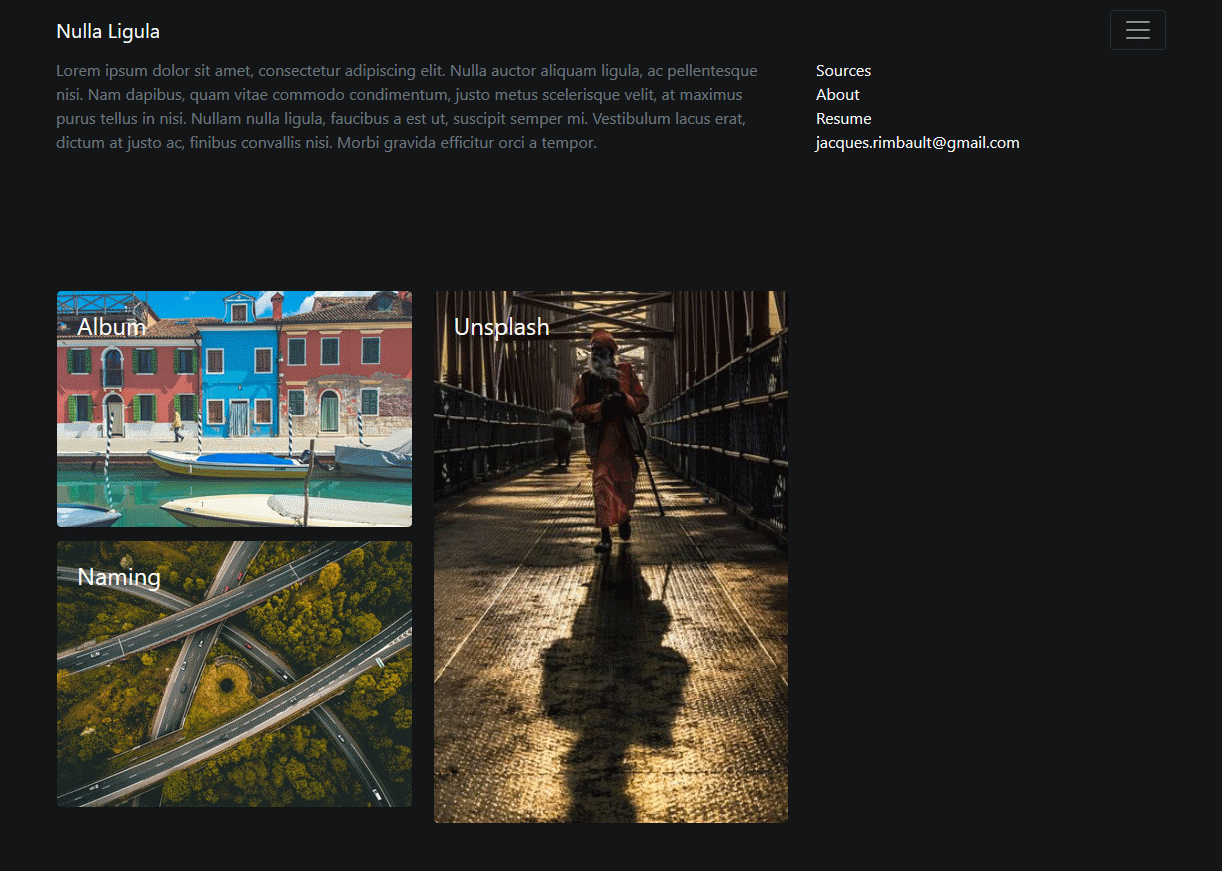 Nulla Ligula
Lorem ipsum dolor sit amet, consectetur adipiscing elit. Nulla auctor aliquam ligula, ac pellentesque
nisi. Nam dapibus, quam vitae commodo condimentum, justo metus scelerisque velit, at maximus
purus tellus in nisi. Nullam nulla ligula, faucibus a est ut, suscipit semper mi. Vestibulum lacus erat,
dictum at justo ac, finibus convallis nisi. Morbi gravida efficitur orci a tempor.
Sources
About
Resume
jacques.rimbault@gmail.com
Album
Unsplash
Naming